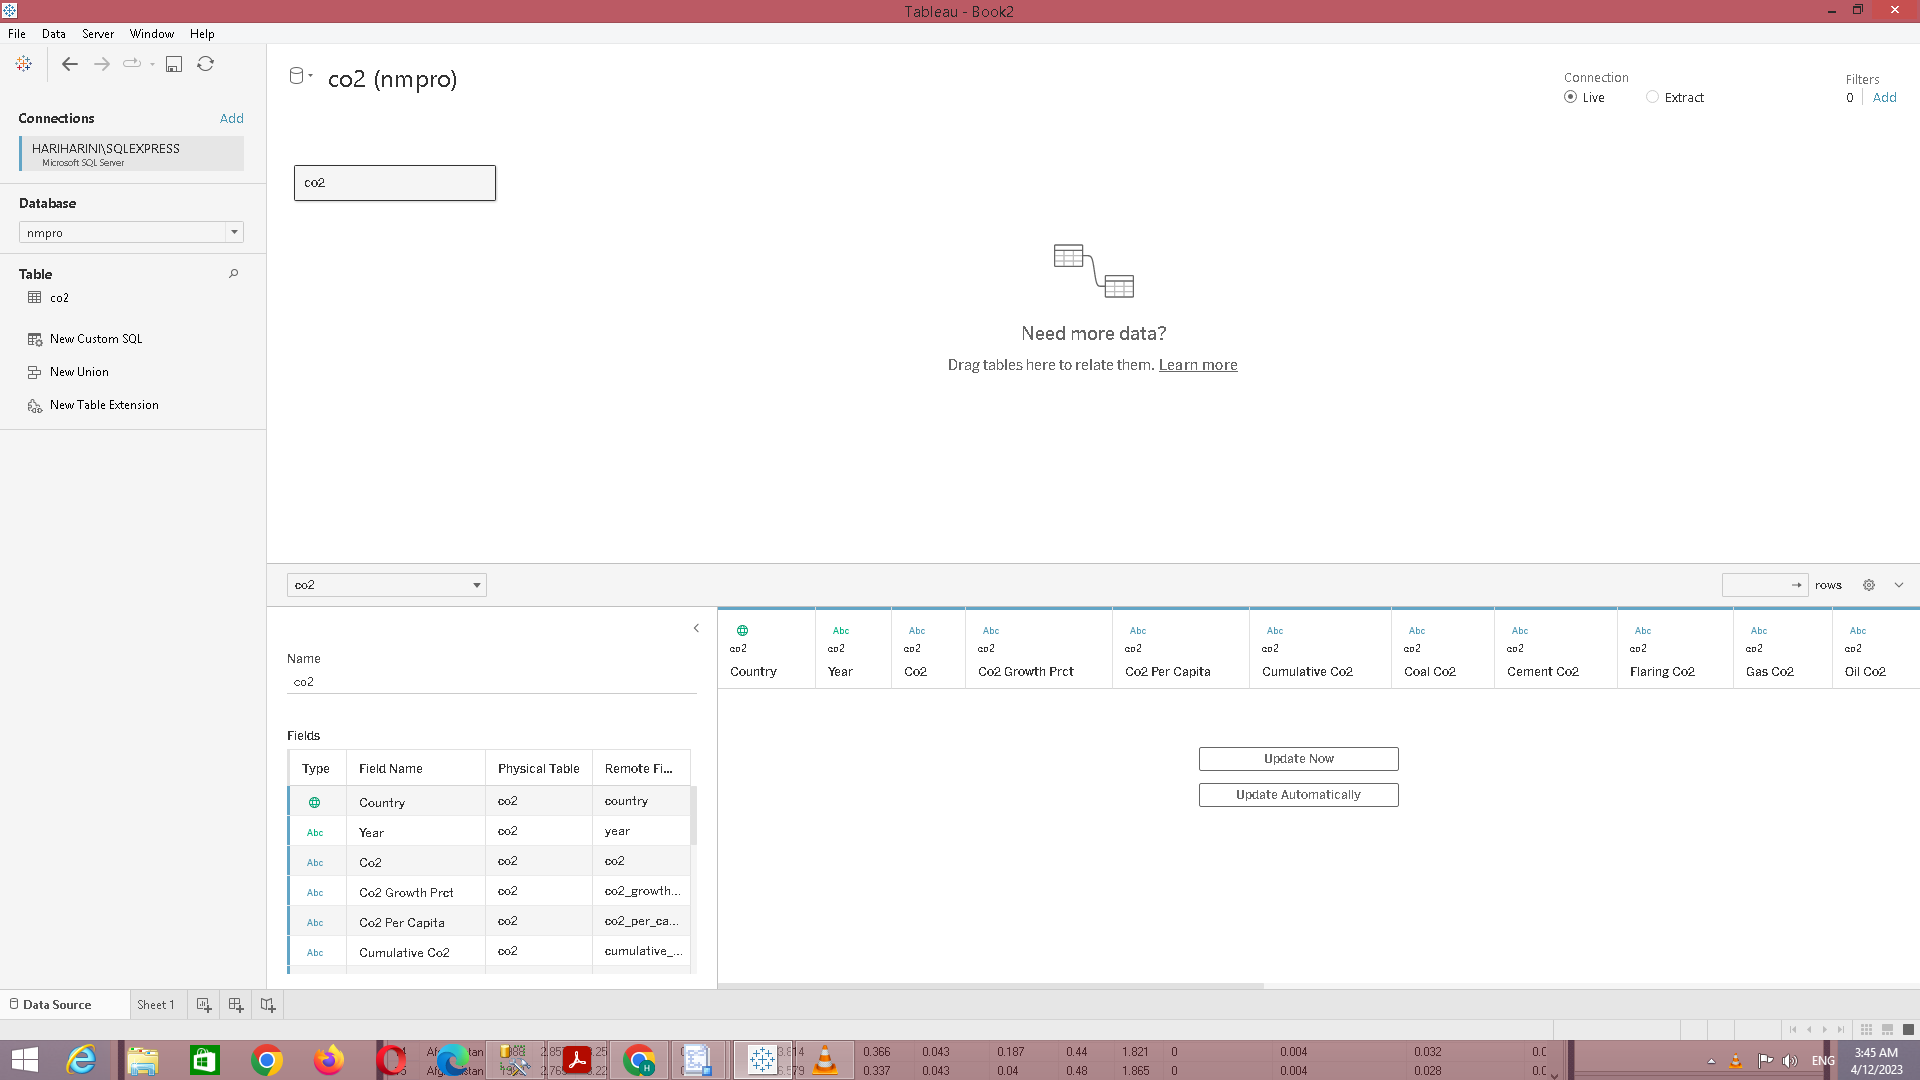 Tableau - Book2
File Data Server Window Help
Connections Add
HARIHARINI\SQLEXPRESS
Microsoft SQL Server
Database
nmpro
Table
co2
New Custom SQL
New Union
New Table Extension
co2 (nmpro)
Connection
Live Extract
Filters
0 Add
co2
Need more data?
Drag tables here to relate them. Learn more
co2
rows
Name
co2
Fields
Type Field Name Physical Table Remote Fi...
Country co2 country
Abc Year co2 year
Abc Co2 co2 co2
Abc Co2 Growth Prct co2 co2_growth...
Abc Co2 Per Capita co2 co2_per_ca...
Abc Cumulative Co2 co2 cumulative_...
Abc Abc Abc Abc Abc Abc Abc Abc Abc Abc
co2 co2 co2 co2 co2 co2 co2 co2 co2 co2 co2
Country Year Co2 Co2 Growth Prct Co2 Per Capita Cumulative Co2 Coal Co2 Cement Co2 Flaring Co2 Gas Co2 Oil Co2
Update Now
Update Automatically
Data Source Sheet 1
0.366 0.043 0.187 0.44 1.821 0 0.004 0.032
0.337 0.043 0.04 0.48 1.865 0 0.004 0.028
ENG
3:45 AM
4/12/2023